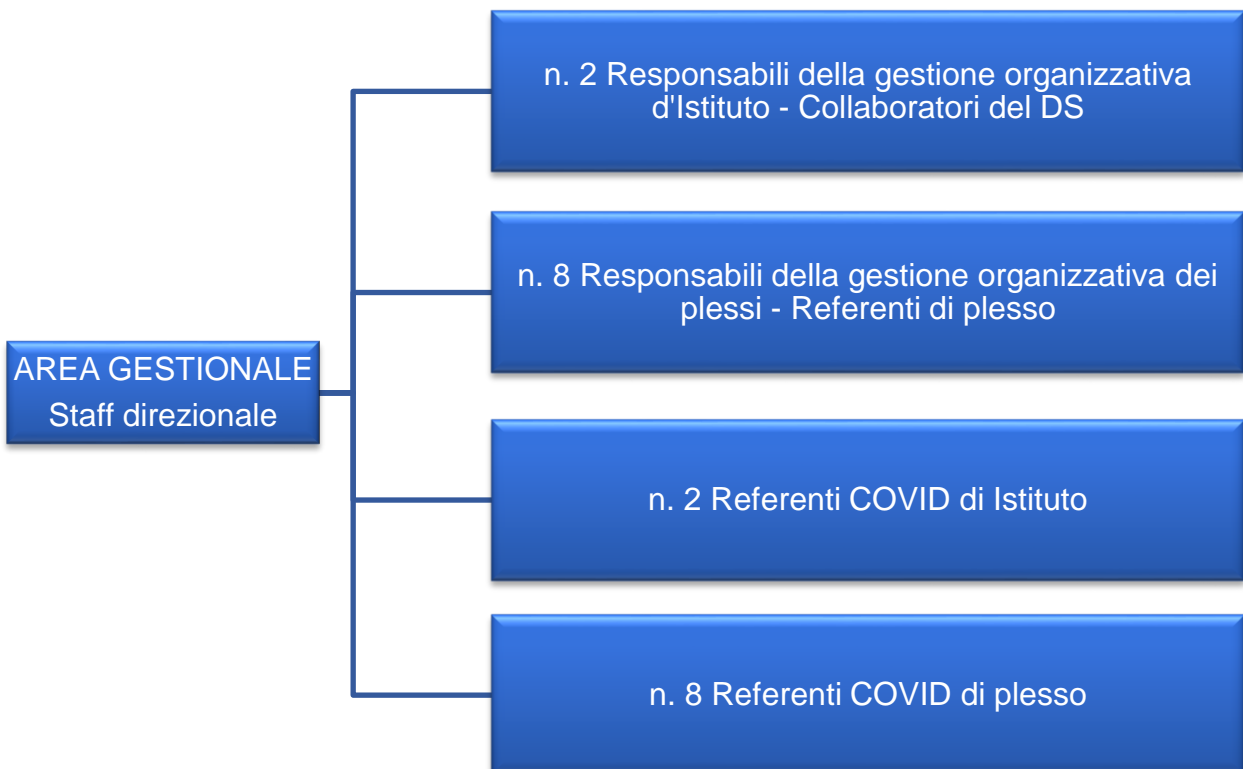 n. 2 Responsabili della gestione organizzativa
d'Istituto - Collaboratori del DS
n. 8 Responsabili della gestione organizzativa dei
plessi - Referenti di plesso
AREA GESTIONALE
Staff direzionale
n. 2 Referenti COVID di Istituto
n. 8 Referenti COVID di plesso